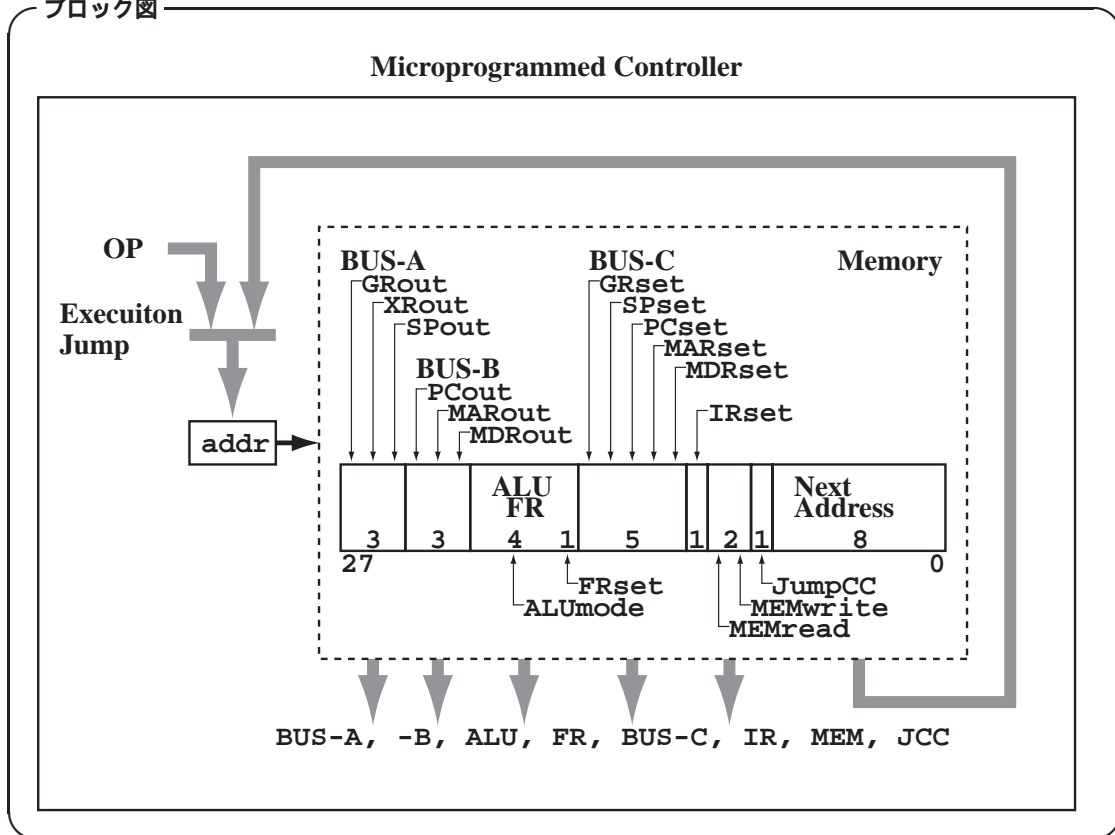 ブロック図
Microprogrammed Controller
OP
Execuiton
Jump
addr
BUS-A
GRout
XRout
SPout
BUS-B
PCout
MARout
MDRout
BUS-C
GRset
SPset
PCset
MARset
MDRset
IRset
Memory
ALU
FR
Next
Address
3 3 4 1 5 1 2 1 8
27 0
FRset
ALUmode
JumpCC
MEMwrite
MEMread
BUS-A, -B, ALU, FR, BUS-C, IR, MEM, JCC